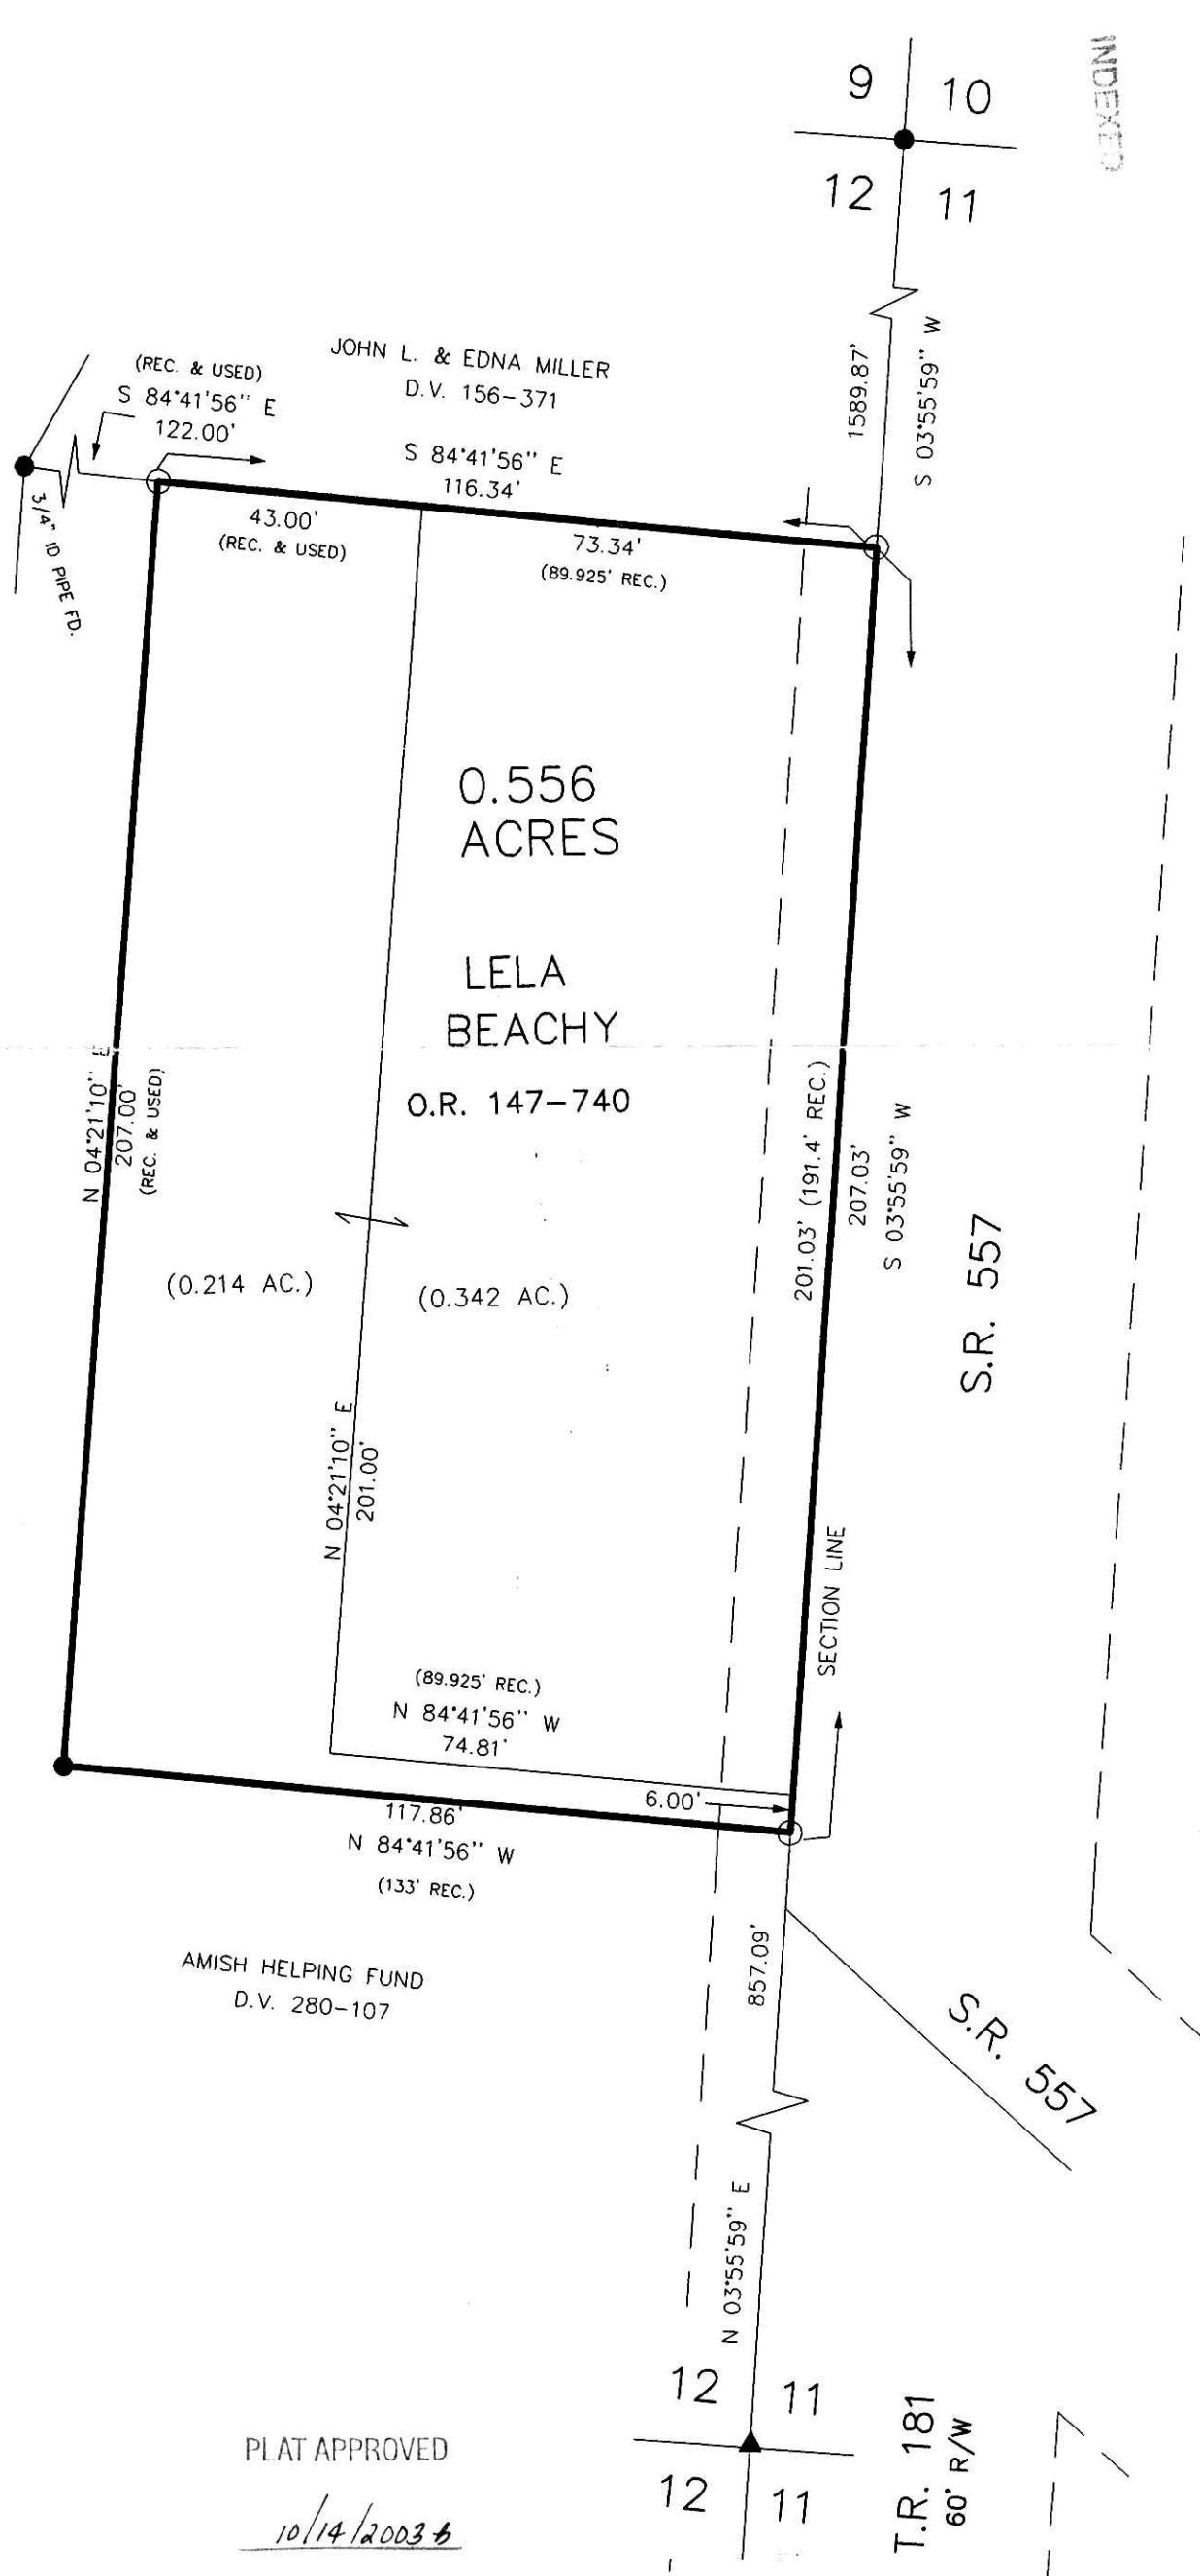 INDEXED
9
10
12
11
1589.87'
S 03°55'59" W
JOHN L. & EDNA MILLER
D.V. 156-371
(REC. & USED)
S 84°41'56" E
122.00'
S 84°41'56" E
116.34'
43.00'
(REC. & USED)
73.34'
(89.925' REC.)
3/4" ID PIPE FD.
0.556
ACRES
LELA
BEACHY
O.R. 147-740
N 04°21'10" E
207.00'
(REC. & USED)
201.03' (191.4' REC.)
207.03'
S 03°55'59" W
S.R. 557
(0.214 AC.)
(0.342 AC.)
N 04°21'10" E
201.00'
SECTION LINE
(89.925' REC.)
N 84°41'56" W
74.81'
6.00'
117.86'
N 84°41'56" W
(133' REC.)
AMISH HELPING FUND
D.V. 280-107
857.09'
S.R. 557
N 03°55'59" E
12
11
12
11
T.R. 181
60' R/W
PLAT APPROVED
10/14/2003